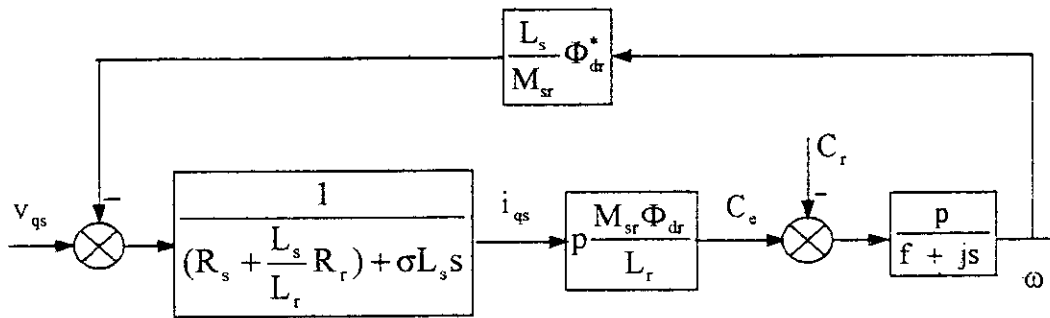 L_s / M_sr Φ*_dr
C_r
−
−
v_qs
1 / ((R_s + L_s/L_r R_r) + σL_s s)
i_qs
p M_sr Φ_dr / L_r
C_e
p / (f + js)
ω